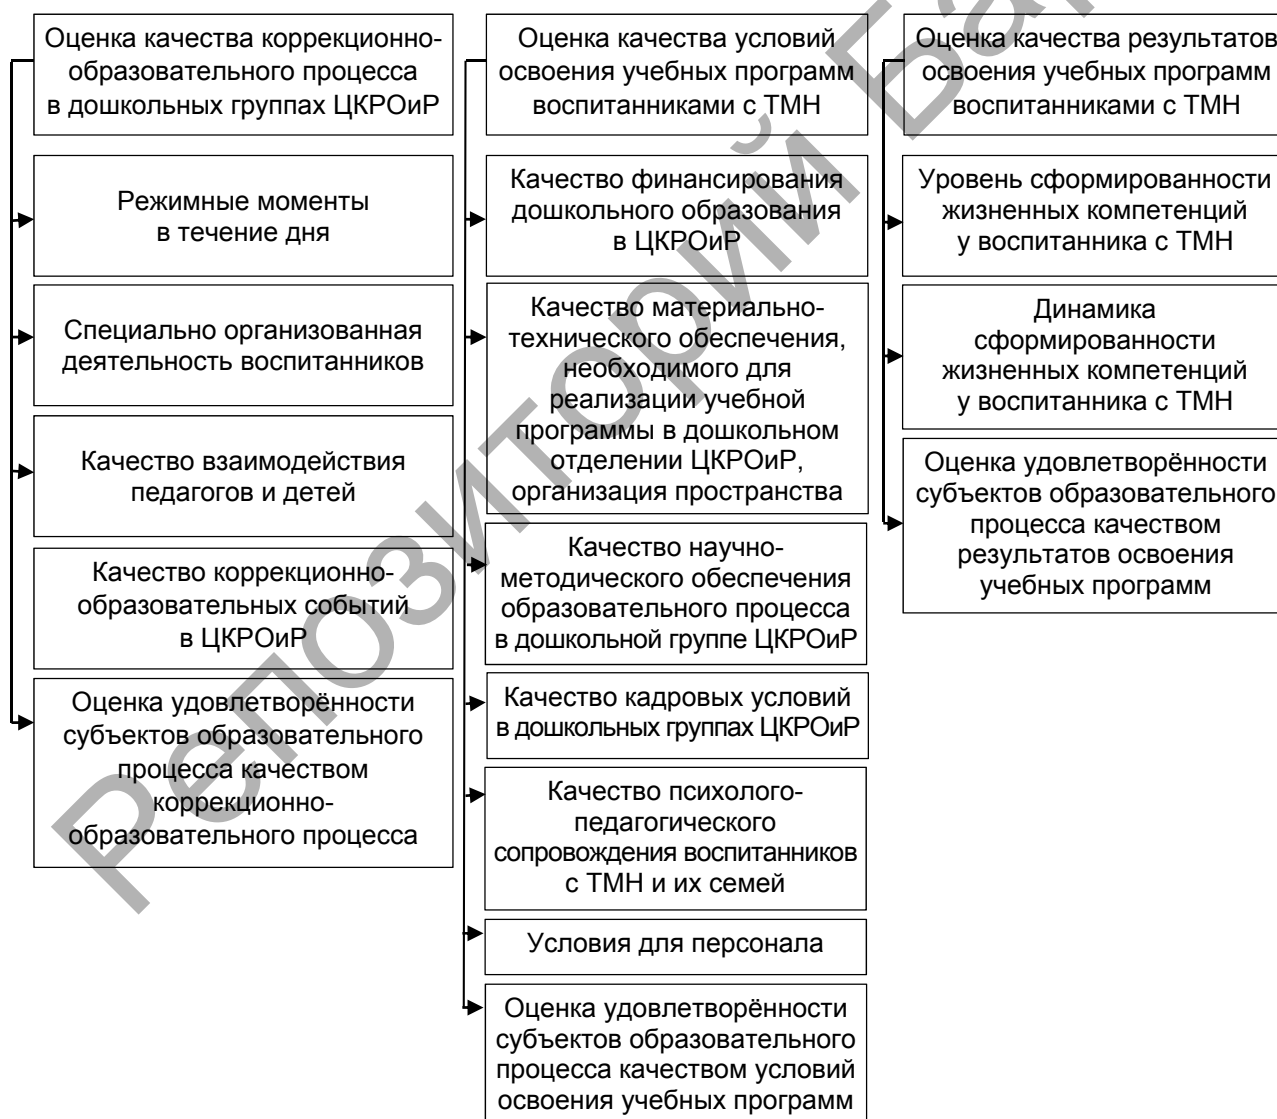 Оценка качества коррекционно-
образовательного процесса
в дошкольных группах ЦКРОиР
Режимные моменты
в течение дня
Специально организованная
деятельность воспитанников
Качество взаимодействия
педагогов и детей
Качество коррекционно-
образовательных событий
в ЦКРОиР
Оценка удовлетворённости
субъектов образовательного
процесса качеством
коррекционно-
образовательного процесса
Оценка качества условий
освоения учебных программ
воспитанниками с ТМН
Качество финансирования
дошкольного образования
в ЦКРОиР
Качество материально-
технического обеспечения,
необходимого для
реализации учебной
программы в дошкольном
отделении ЦКРОиР,
организация пространства
Качество научно-
методического обеспечения
образовательного процесса
в дошкольной группе ЦКРОиР
Качество кадровых условий
в дошкольных группах ЦКРОиР
Качество психолого-
педагогического
сопровождения воспитанников
с ТМН и их семей
Условия для персонала
Оценка удовлетворённости
субъектов образовательного
процесса качеством условий
освоения учебных программ
Оценка качества результатов
освоения учебных программ
воспитанниками с ТМН
Уровень сформированности
жизненных компетенций
у воспитанника с ТМН
Динамика
сформированности
жизненных компетенций
у воспитанника с ТМН
Оценка удовлетворённости
субъектов образовательного
процесса качеством
результатов освоения
учебных программ
Репозиторий